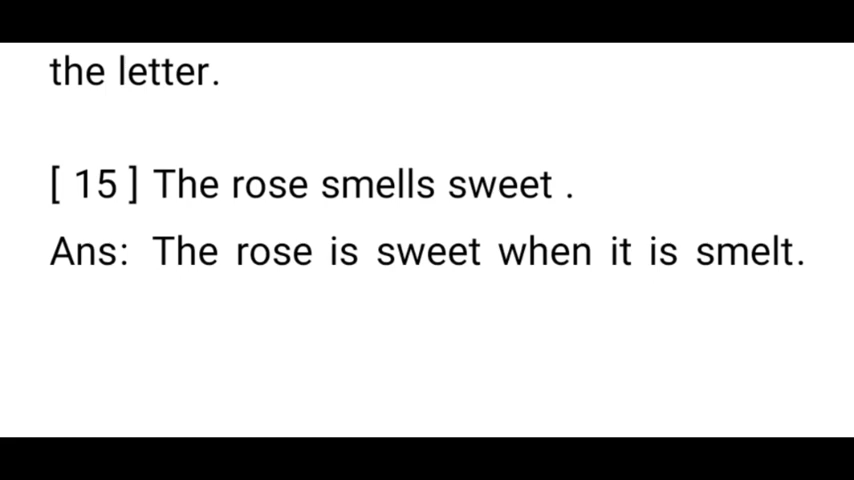 the letter.
[ 15 ] The rose smells sweet .
Ans: The rose is sweet when it is smelt.